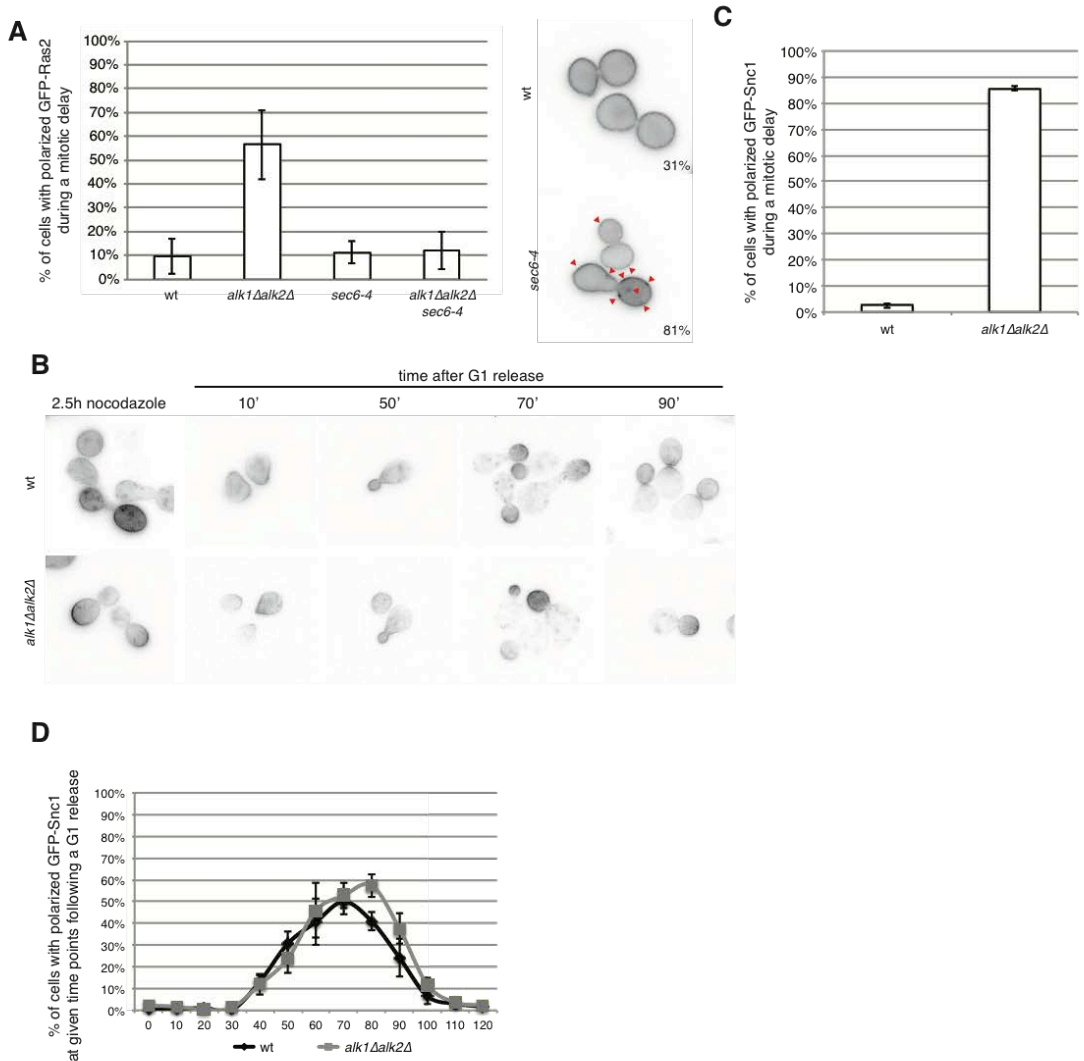 A
% of cells with polarized GFP-Ras2
during a mitotic delay
100%
90%
80%
70%
60%
50%
40%
30%
20%
10%
0%
wt
alk1Δalk2Δ
sec6-4
alk1Δalk2Δ
sec6-4
wt
31%
sec6-4
81%
C
% of cells with polarized GFP-Snc1
during a mitotic delay
100%
90%
80%
70%
60%
50%
40%
30%
20%
10%
0%
wt
alk1Δalk2Δ
B
time after G1 release
2.5h nocodazole 10’ 50’ 70’ 90’
wt
alk1Δalk2Δ
D
% of cells with polarized GFP-Snc1
at given time points following a G1 release
100%
90%
80%
70%
60%
50%
40%
30%
20%
10%
0%
0 10 20 30 40 50 60 70 80 90 100 110 120
wt alk1Δalk2Δ